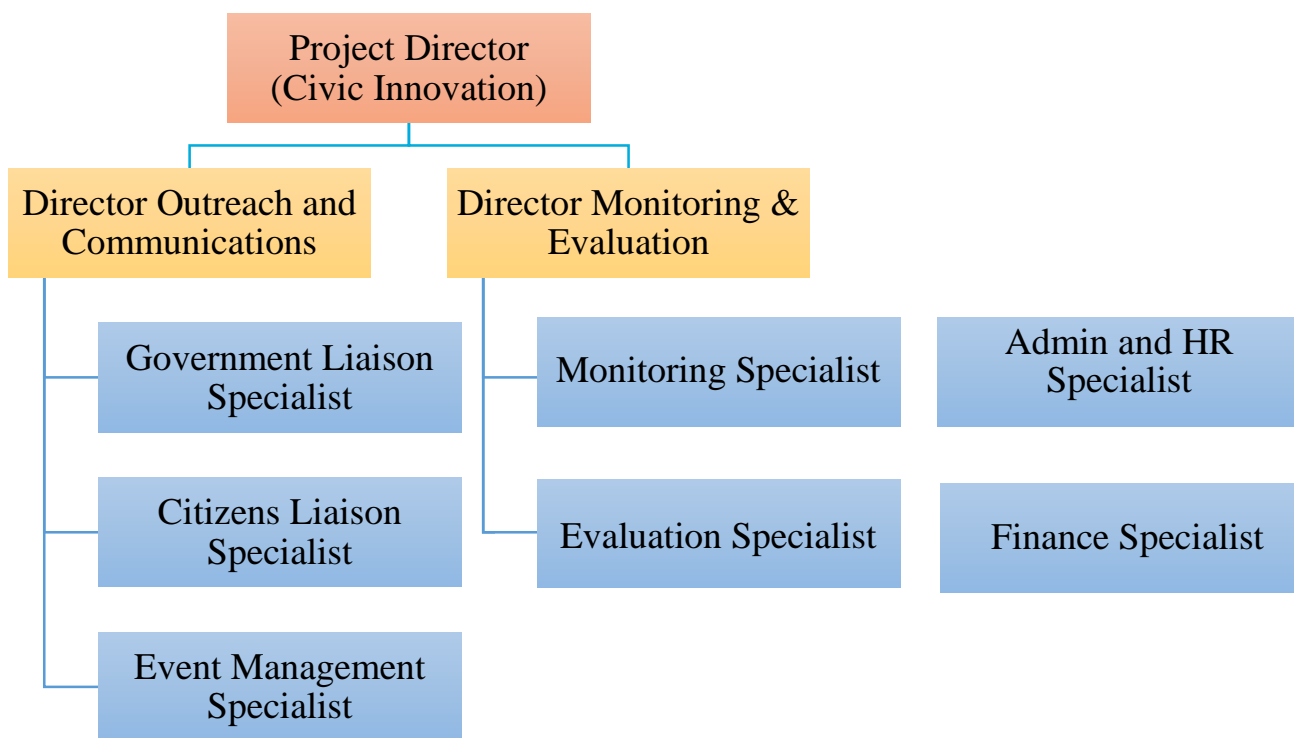 Project Director
(Civic Innovation)
Director Outreach and
Communications
Director Monitoring &
Evaluation
Government Liaison
Specialist
Monitoring Specialist
Admin and HR
Specialist
Citizens Liaison
Specialist
Evaluation Specialist
Finance Specialist
Event Management
Specialist